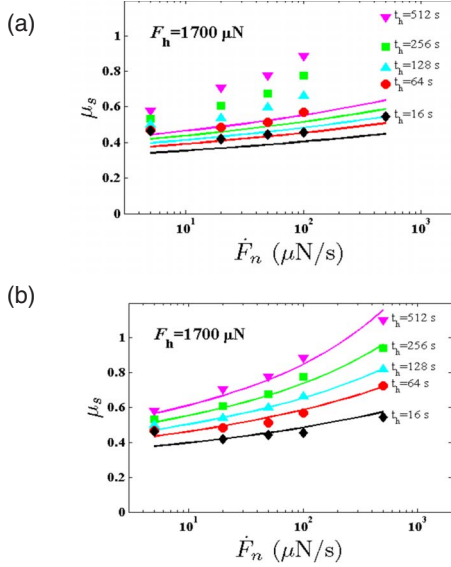 (a)
F_h=1700 μN
t_h=512 s
t_h=256 s
t_h=128 s
t_h=64 s
t_h=16 s
μ_s
1
0.8
0.6
0.4
0.2
0
10^1
10^2
10^3
Ḟ_n (μN/s)
(b)
F_h=1700 μN
t_h=512 s
t_h=256 s
t_h=128 s
t_h=64 s
t_h=16 s
μ_s
1
0.8
0.6
0.4
0.2
0
10^1
10^2
10^3
Ḟ_n (μN/s)